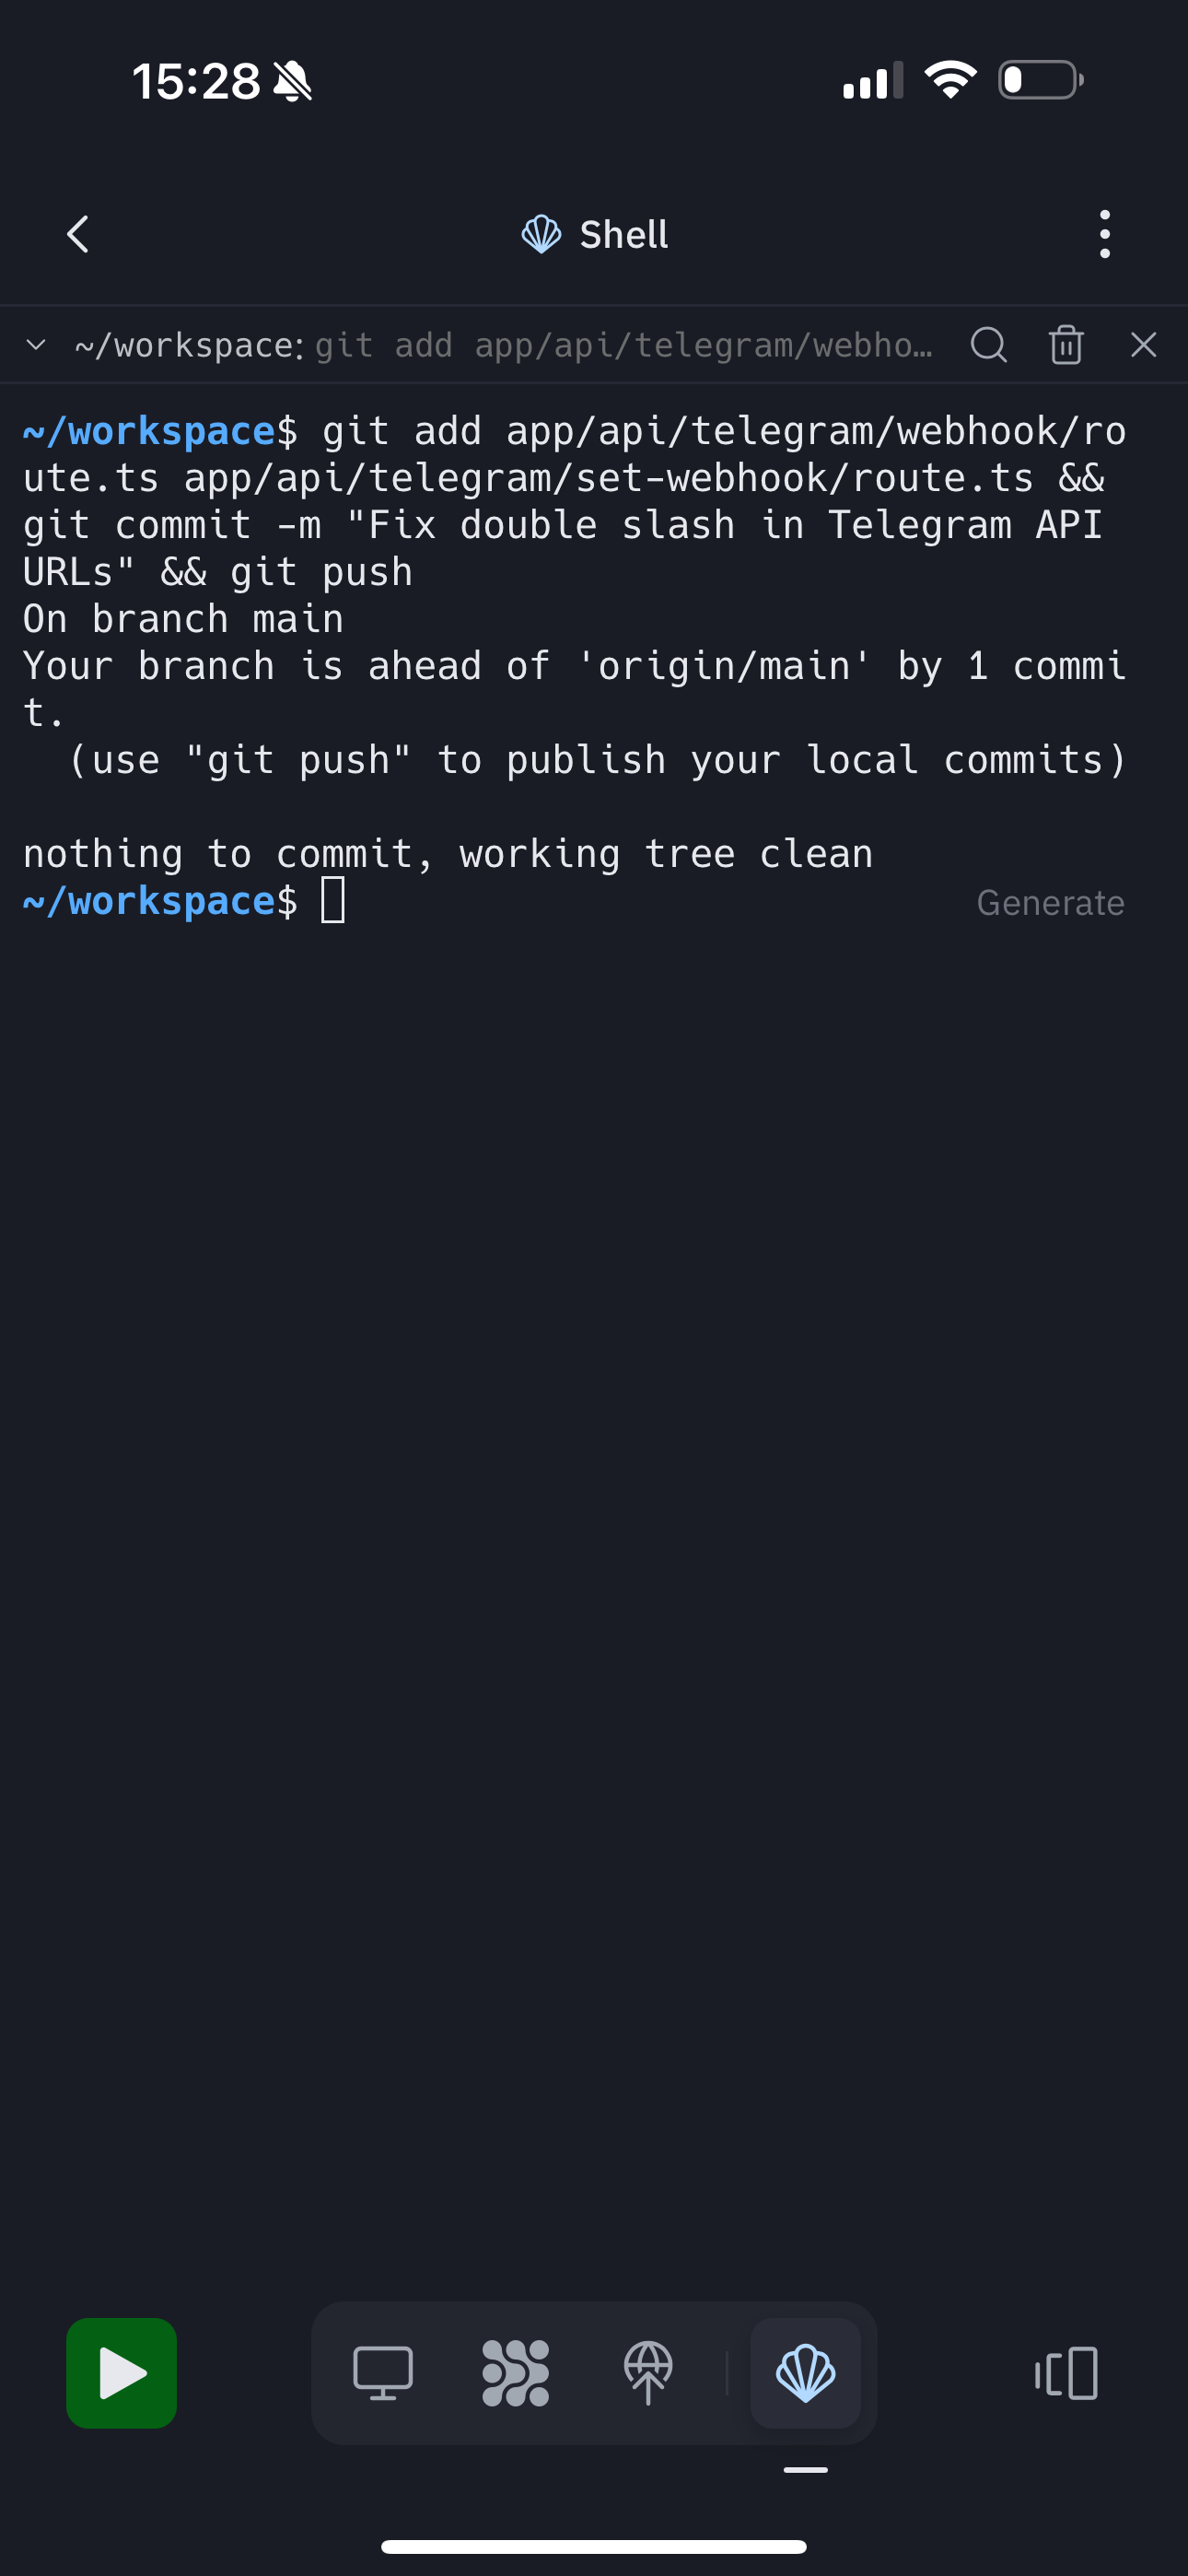 15:28
Shell
~/workspace: git add app/api/telegram/webho…
~/workspace$ git add app/api/telegram/webhook/ro
ute.ts app/api/telegram/set-webhook/route.ts &&
git commit -m "Fix double slash in Telegram API
URLs" && git push
On branch main
Your branch is ahead of 'origin/main' by 1 commi
t.
  (use "git push" to publish your local commits)

nothing to commit, working tree clean
~/workspace$
Generate